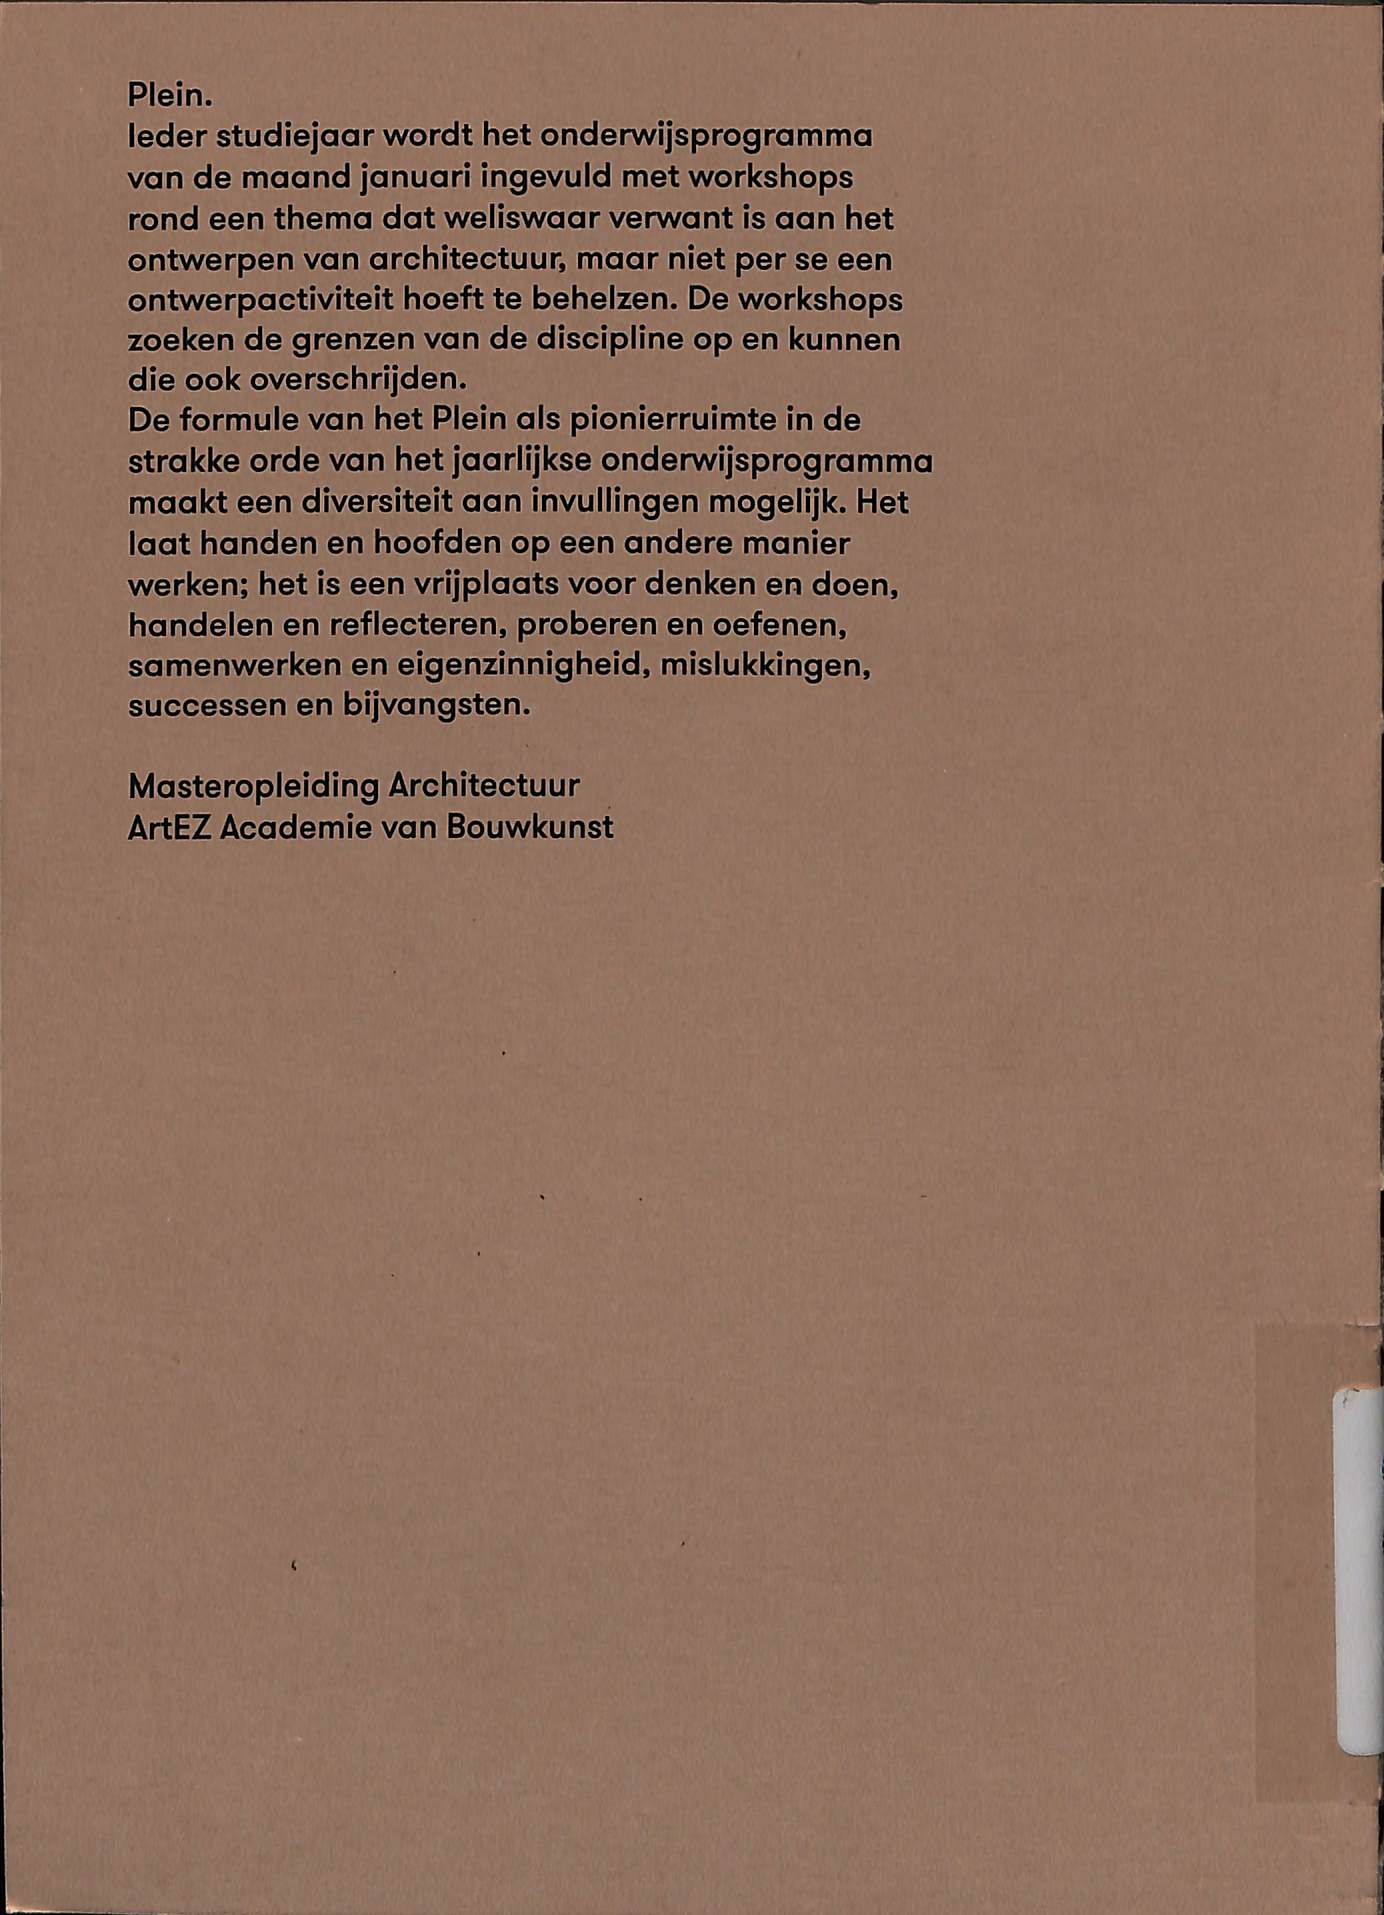 Plein.
Ieder studiejaar wordt het onderwijsprogramma
van de maand januari ingevuld met workshops
rond een thema dat weliswaar verwant is aan het
ontwerpen van architectuur, maar niet per se een
ontwerpactiviteit hoeft te behelzen. De workshops
zoeken de grenzen van de discipline op en kunnen
die ook overschrijden.
De formule van het Plein als pionierruimte in de
strakke orde van het jaarlijkse onderwijsprogramma
maakt een diversiteit aan invullingen mogelijk. Het
laat handen en hoofden op een andere manier
werken; het is een vrijplaats voor denken en doen,
handelen en reflecteren, proberen en oefenen,
samenwerken en eigenzinnigheid, mislukkingen,
successen en bijvangsten.
Masteropleiding Architectuur
ArtEZ Academie van Bouwkunst